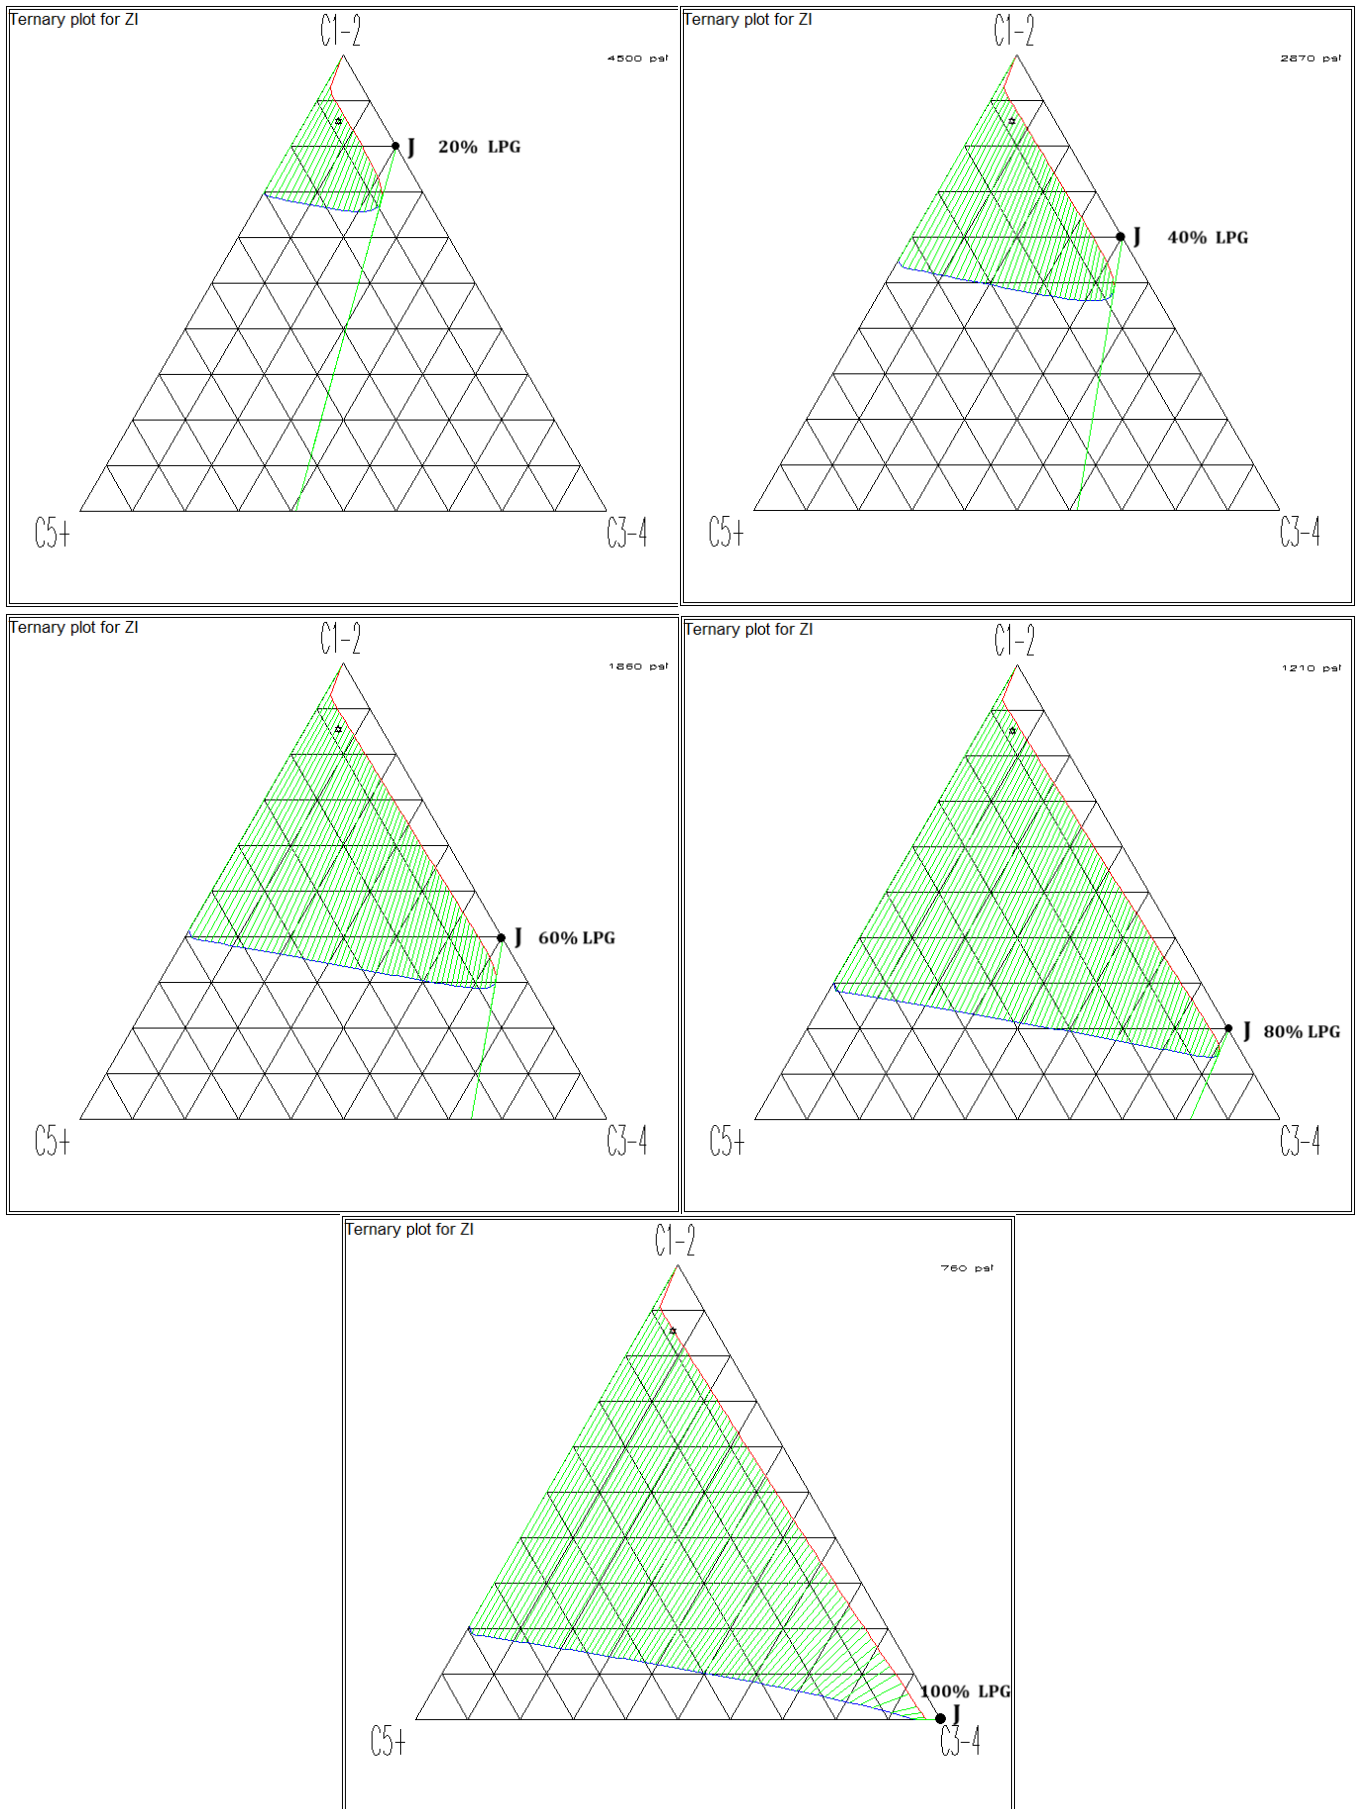 Ternary plot for ZI
C1-2
4500 psi
J 20% LPG
C5+
C3-4
Ternary plot for ZI
C1-2
2870 psi
J 40% LPG
C5+
C3-4
Ternary plot for ZI
C1-2
1860 psi
J 60% LPG
C5+
C3-4
Ternary plot for ZI
C1-2
1210 psi
J 80% LPG
C5+
C3-4
Ternary plot for ZI
C1-2
760 psi
100% LPG
J
C5+
C3-4